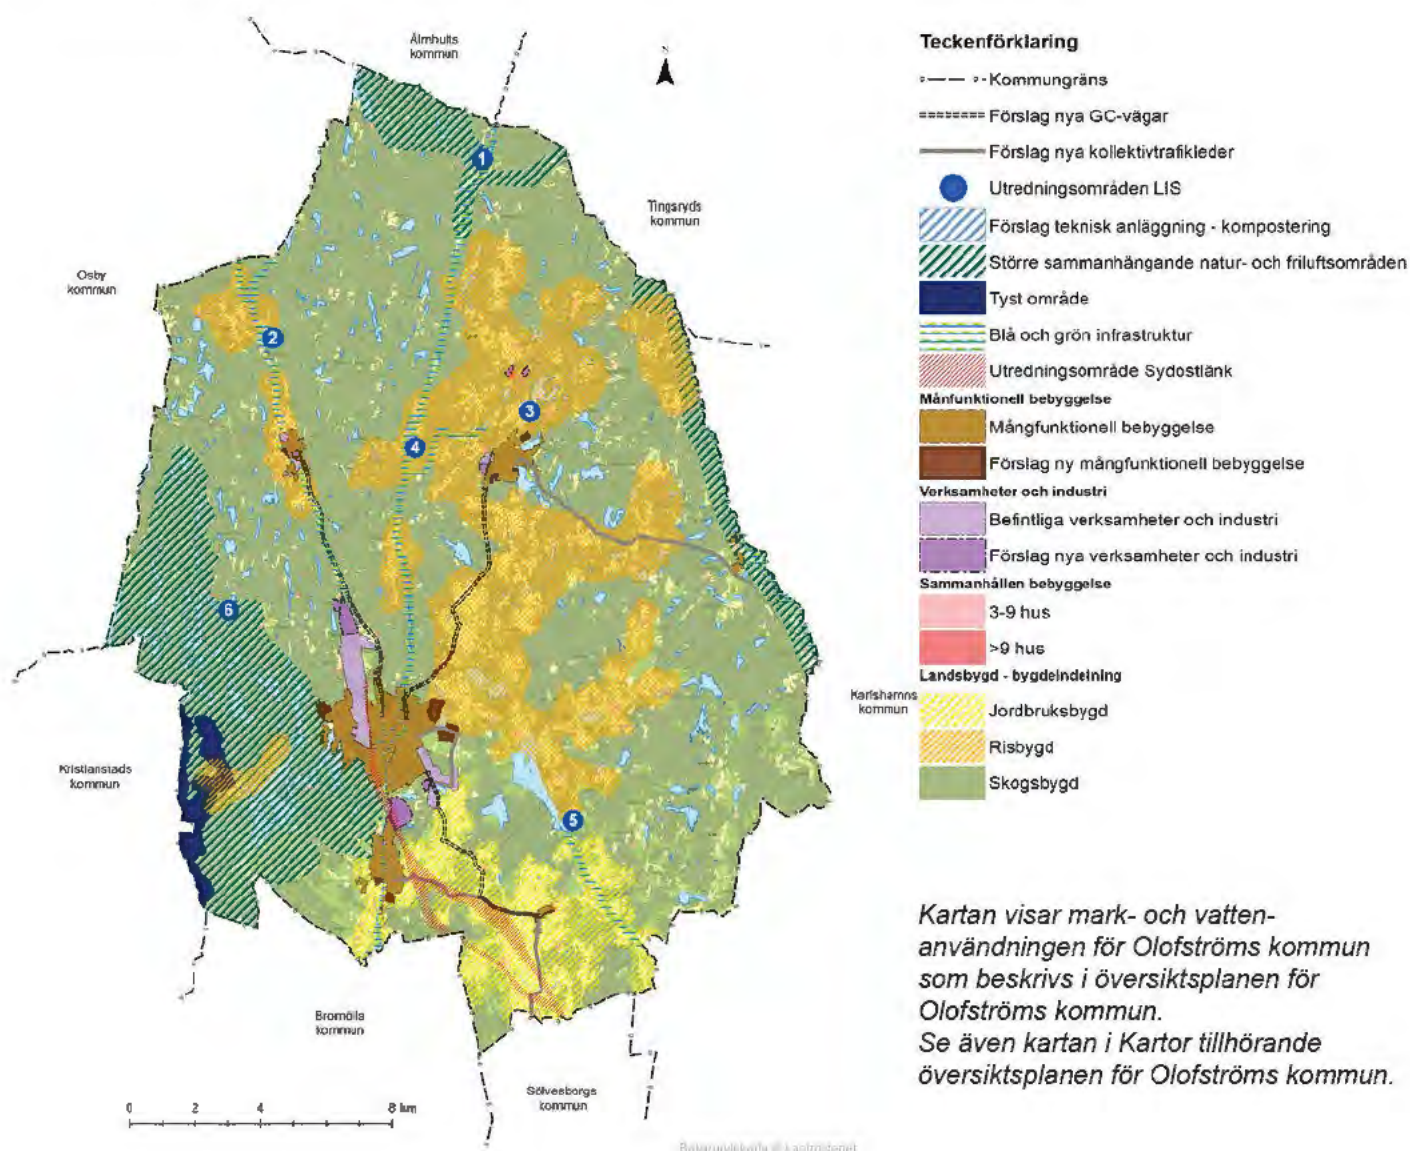 Älmhults
kommun
N
Tingsryds
kommun
Osby
kommun
1
2
3
4
5
6
Karlshamns
kommun
Kristianstads
kommun
Bromölla
kommun
Sölvesborgs
kommun
0 2 4 8 km
Teckenförklaring
Kommungräns
Förslag nya GC-vägar
Förslag nya kollektivtrafikleder
Utredningsområden LIS
Förslag teknisk anläggning - kompostering
Större sammanhängande natur- och friluftsområden
Tyst område
Blå och grön infrastruktur
Utredningsområde Sydostlänk
Månfunktionell bebyggelse
Mångfunktionell bebyggelse
Förslag ny mångfunktionell bebyggelse
Verksamheter och industri
Befintliga verksamheter och industri
Förslag nya verksamheter och industri
Sammanhållen bebyggelse
3-9 hus
>9 hus
Landsbygd - bygdeindelning
Jordbruksbygd
Risbygd
Skogsbygd
Kartan visar mark- och vatten-
användningen för Olofströms kommun
som beskrivs i översiktsplanen för
Olofströms kommun.
Se även kartan i Kartor tillhörande
översiktsplanen för Olofströms kommun.